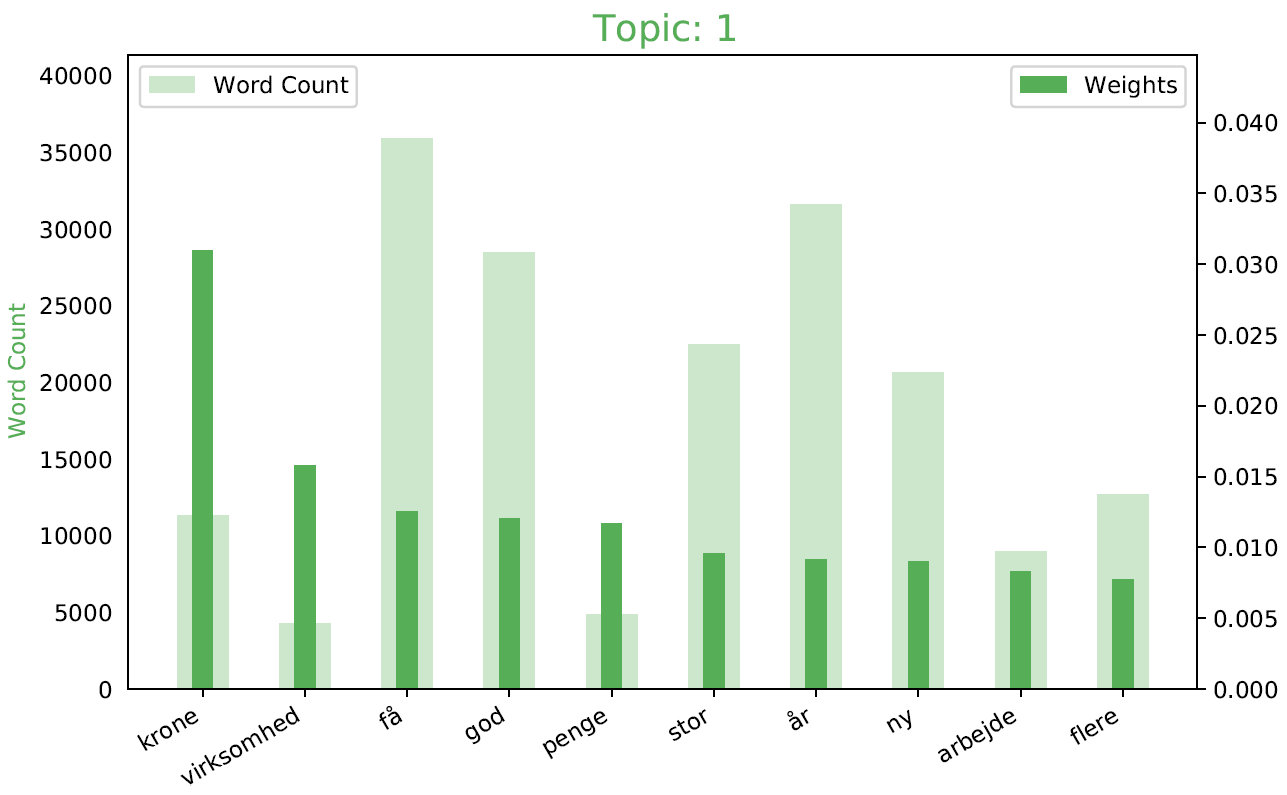 Topic: 1
Word Count
Weights
Word Count
40000
35000
30000
25000
20000
15000
10000
5000
0
0.040
0.035
0.030
0.025
0.020
0.015
0.010
0.005
0.000
krone
virksomhed
få
god
penge
stor
år
ny
arbejde
flere